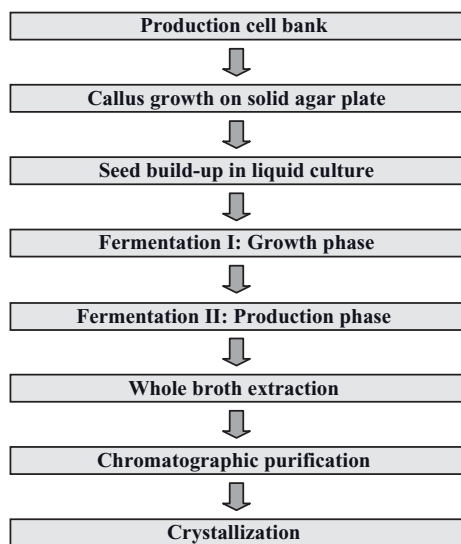 Production cell bank
Callus growth on solid agar plate
Seed build-up in liquid culture
Fermentation I: Growth phase
Fermentation II: Production phase
Whole broth extraction
Chromatographic purification
Crystallization